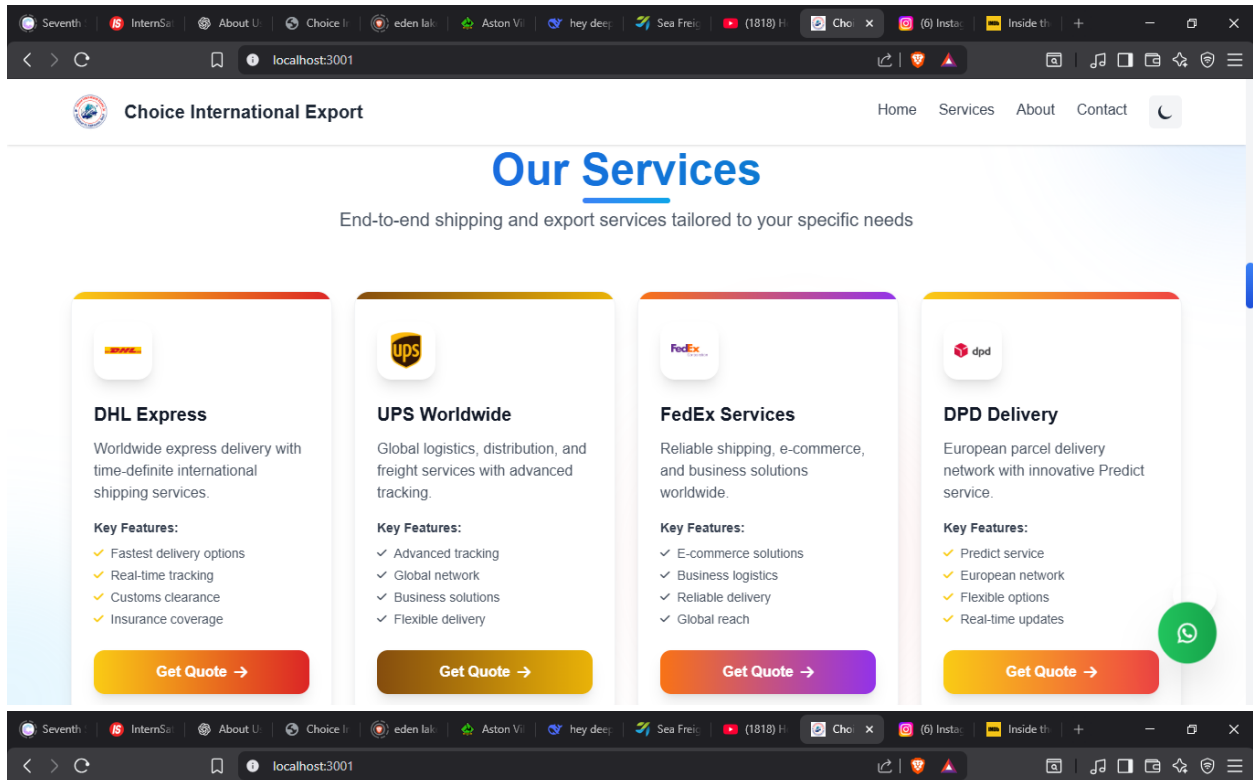 Seventh
InternSat
About U
Choice I
eden lak
Aston Vil
hey deep
Sea Freig
(1818) H
Choi
(6) Instag
Inside th
localhost:3001
Choice International Export
Home
Services
About
Contact
Our Services
End-to-end shipping and export services tailored to your specific needs
DHL
ups
FedEx
dpd
DHL Express
UPS Worldwide
FedEx Services
DPD Delivery
Worldwide express delivery with
time-definite international
shipping services.
Global logistics, distribution, and
freight services with advanced
tracking.
Reliable shipping, e-commerce,
and business solutions
worldwide.
European parcel delivery
network with innovative Predict
service.
Key Features:
Fastest delivery options
Real-time tracking
Customs clearance
Insurance coverage
Key Features:
Advanced tracking
Global network
Business solutions
Flexible delivery
Key Features:
E-commerce solutions
Business logistics
Reliable delivery
Global reach
Key Features:
Predict service
European network
Flexible options
Real-time updates
Get Quote →
Get Quote →
Get Quote →
Get Quote →
Seventh
InternSat
About U
Choice I
eden lak
Aston Vil
hey deep
Sea Freig
(1818) H
Choi
(6) Instag
Inside th
localhost:3001